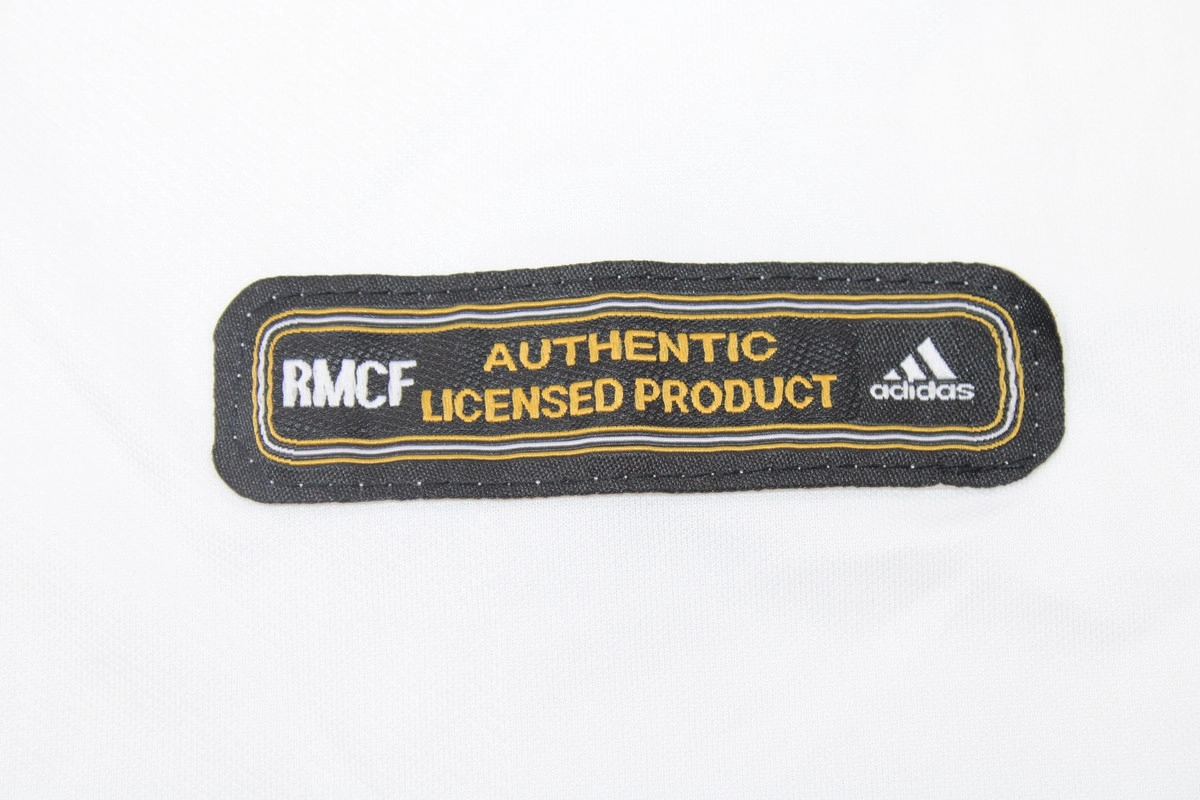 RMCF
AUTHENTIC
LICENSED PRODUCT
adidas